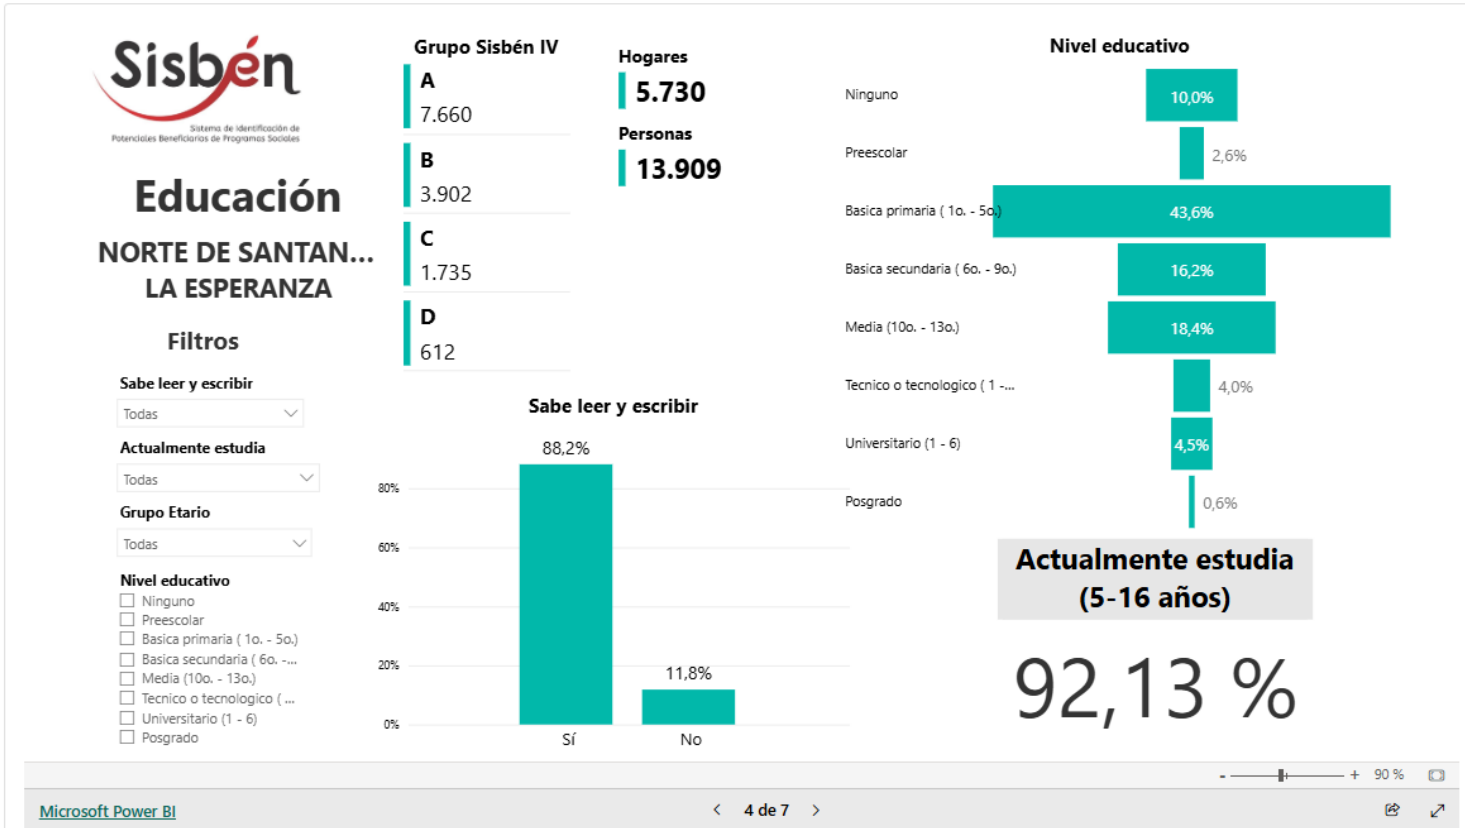 Sisbén
Sistema de Identificación de
Potenciales Beneficiarios de Programas Sociales
Educación
NORTE DE SANTAN...
LA ESPERANZA
Filtros
Sabe leer y escribir
Todas
Actualmente estudia
Todas
Grupo Etario
Todas
Nivel educativo
Ninguno
Preescolar
Basica primaria ( 1o. - 5o.)
Basica secundaria ( 6o. -...
Media (10o. - 13o.)
Tecnico o tecnologico ( ...
Universitario (1 - 6)
Posgrado
Grupo Sisbén IV
A
7.660
B
3.902
C
1.735
D
612
Hogares
5.730
Personas
13.909
Sabe leer y escribir
88,2%
11,8%
80%
60%
40%
20%
0%
Sí No
Nivel educativo
Ninguno 10,0%
Preescolar 2,6%
Basica primaria ( 1o. - 5o.) 43,6%
Basica secundaria ( 6o. - 9o.) 16,2%
Media (10o. - 13o.) 18,4%
Tecnico o tecnologico ( 1 -... 4,0%
Universitario (1 - 6) 4,5%
Posgrado 0,6%
Actualmente estudia
(5-16 años)
92,13 %
- + 90 %
Microsoft Power BI
< 4 de 7 >